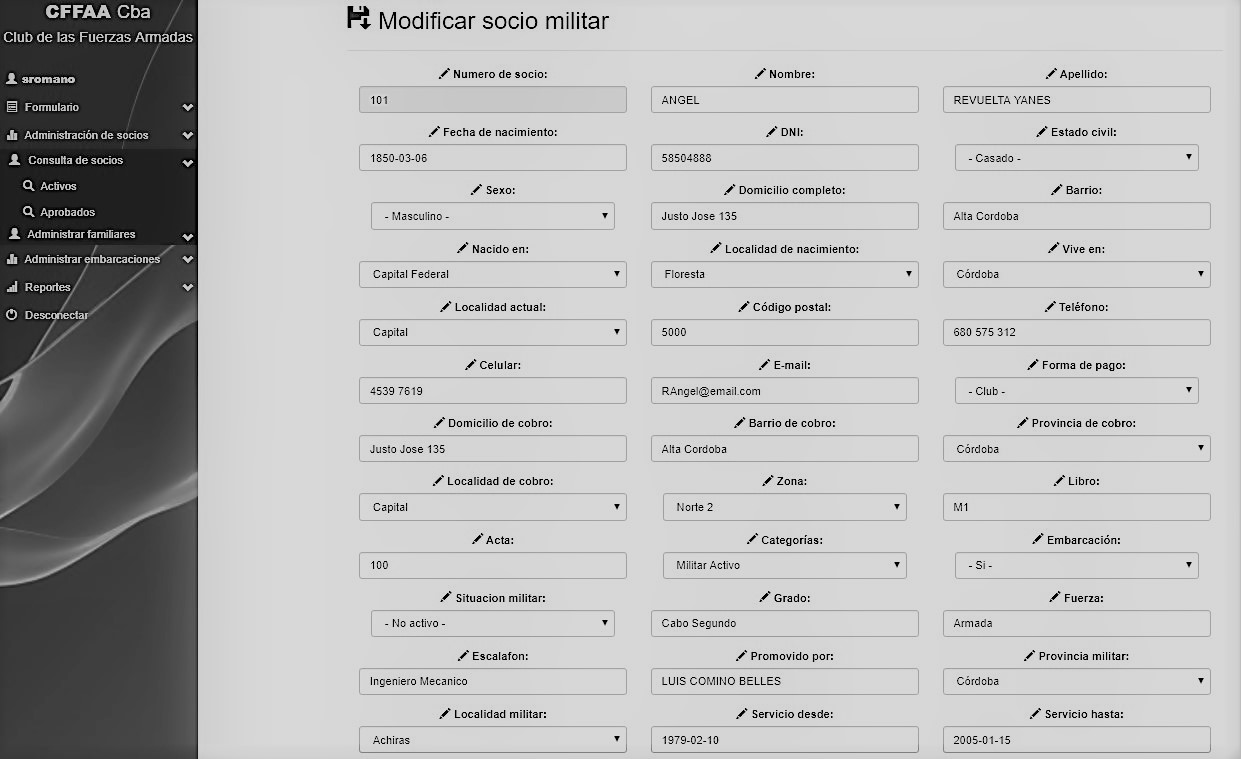 CFFAA Cba
Club de las Fuerzas Armadas
sromano
Formulario
Administración de socios
Consulta de socios
Activos
Aprobados
Administrar familiares
Administrar embarcaciones
Reportes
Desconectar
Modificar socio militar
Numero de socio: Nombre: Apellido:
101 ANGEL REVUELTA YANES
Fecha de nacimiento: DNI: Estado civil:
1850-03-06 58504888 - Casado -
Sexo: Domicilio completo: Barrio:
- Masculino - Justo Jose 135 Alta Cordoba
Nacido en: Localidad de nacimiento: Vive en:
Capital Federal Floresta Córdoba
Localidad actual: Código postal: Teléfono:
Capital 5000 680 575 312
Celular: E-mail: Forma de pago:
4539 7619 RAngel@email.com - Club -
Domicilio de cobro: Barrio de cobro: Provincia de cobro:
Justo Jose 135 Alta Cordoba Córdoba
Localidad de cobro: Zona: Libro:
Capital Norte 2 M1
Acta: Categorías: Embarcación:
100 Militar Activo - Si -
Situacion militar: Grado: Fuerza:
- No activo - Cabo Segundo Armada
Escalafon: Promovido por: Provincia militar:
Ingeniero Mecanico LUIS COMINO BELLES Córdoba
Localidad militar: Servicio desde: Servicio hasta:
Achiras 1979-02-10 2005-01-15